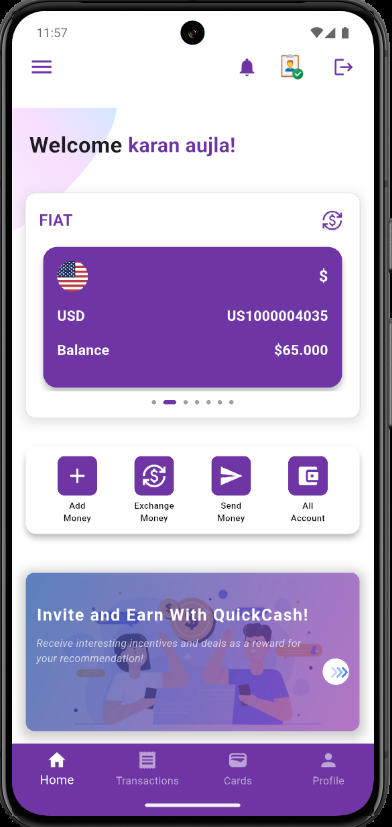 11:57
Welcome karan aujla!
FIAT
$
USD US1000004035
Balance $65.000
Add Exchange Send All
Money Money Money Account
Invite and Earn With QuickCash!
Receive interesting incentives and deals as a reward for
your recommendation!
Home Transactions Cards Profile